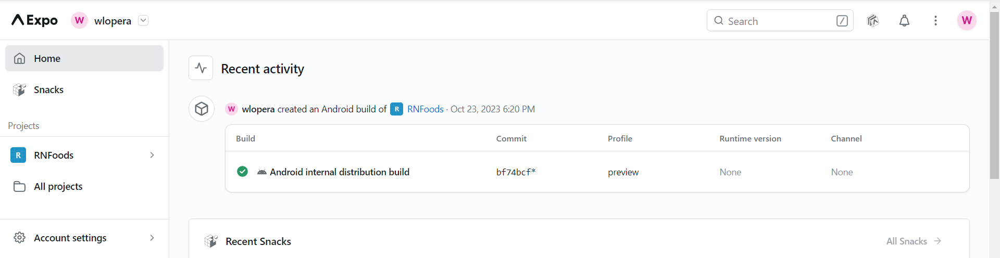 Expo W wlopera Search / W
Home
Snacks
Projects
R RNFoods
All projects
Account settings
Recent activity
W wlopera created an Android build of R RNFoods · Oct 23, 2023 6:20 PM
Build Commit Profile Runtime version Channel
Android internal distribution build bf74bcf* preview None None
Recent Snacks All Snacks →